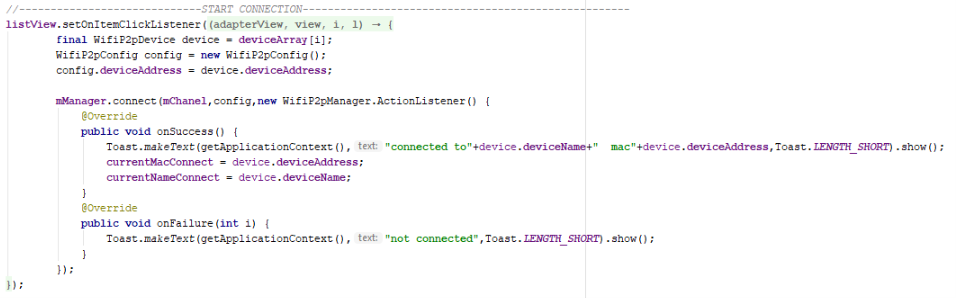 //----------------------------START CONNECTION---------------------------------------------------
listView.setOnItemClickListener((adapterView, view, i, l) → {
        final WifiP2pDevice device = deviceArray[i];
        WifiP2pConfig config = new WifiP2pConfig();
        config.deviceAddress = device.deviceAddress;

        mManager.connect(mChanel,config,new WifiP2pManager.ActionListener() {
            @Override
            public void onSuccess() {
                Toast.makeText(getApplicationContext(), text: "connected to"+device.deviceName+"  mac"+device.deviceAddress,Toast.LENGTH_SHORT).show();
                currentMacConnect = device.deviceAddress;
                currentNameConnect = device.deviceName;
            }
            @Override
            public void onFailure(int i) {
                Toast.makeText(getApplicationContext(), text: "not connected",Toast.LENGTH_SHORT).show();
            }
        });
});